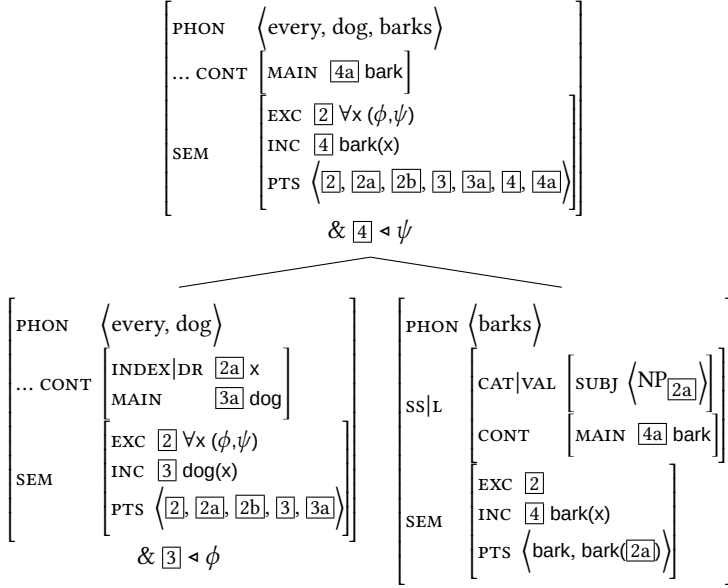 PHON ⟨every, dog, barks⟩
... CONT [MAIN 4a bark]
EXC 2 ∀x (ϕ,ψ)
SEM INC 4 bark(x)
PTS ⟨2, 2a, 2b, 3, 3a, 4, 4a⟩
& 4 ◃ ψ
PHON ⟨every, dog⟩
... CONT INDEX|DR 2a x
MAIN 3a dog
EXC 2 ∀x (ϕ,ψ)
SEM INC 3 dog(x)
PTS ⟨2, 2a, 2b, 3, 3a⟩
& 3 ◃ ϕ
PHON ⟨barks⟩
SS|L CAT|VAL [SUBJ ⟨NP2a⟩]
CONT [MAIN 4a bark]
EXC 2
SEM INC 4 bark(x)
PTS ⟨bark, bark(2a)⟩